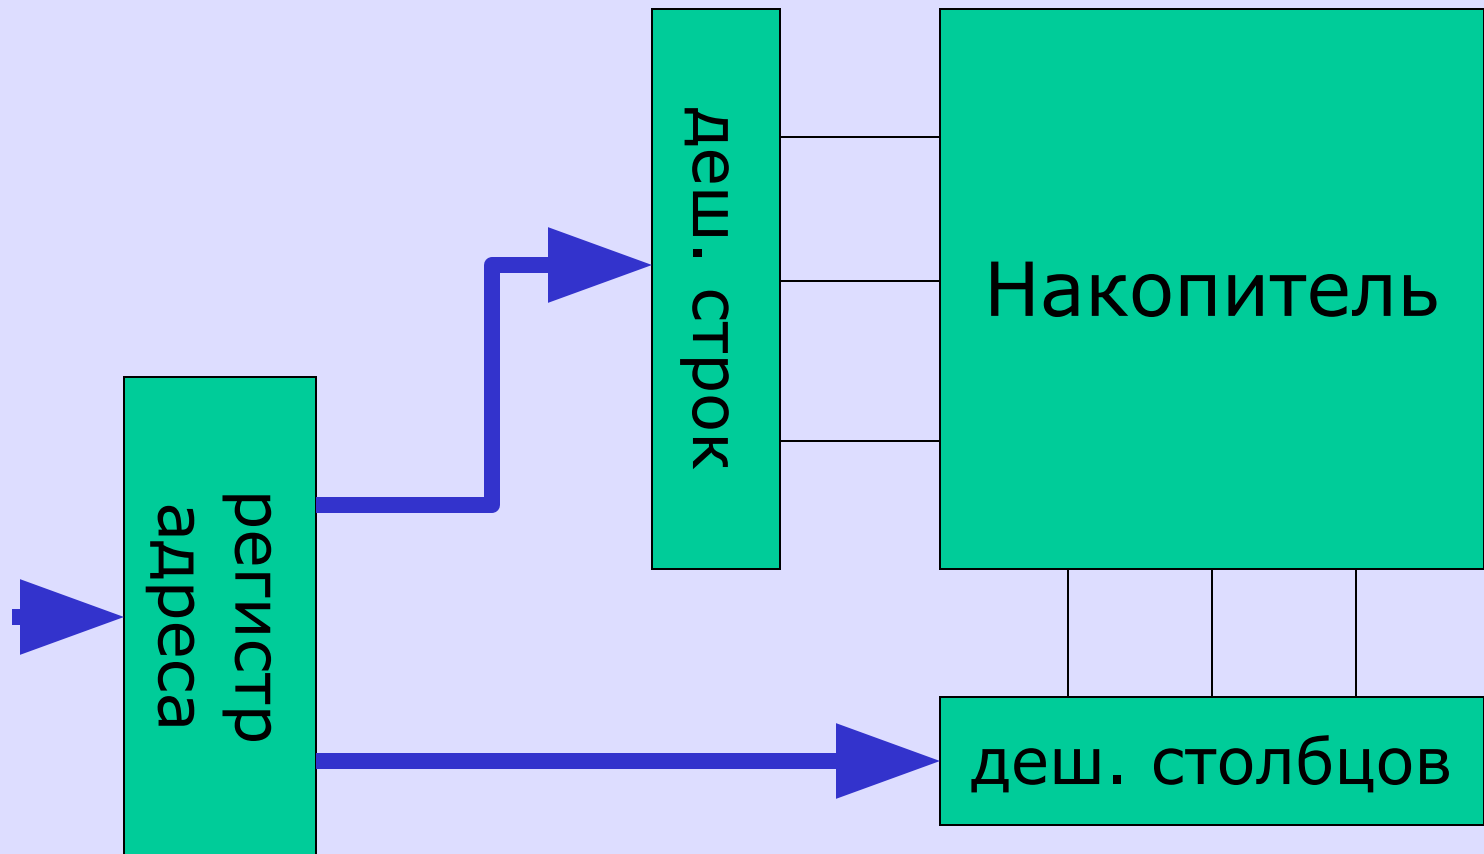 деш. строк
Накопитель
регистр
адреса
деш. столбцов